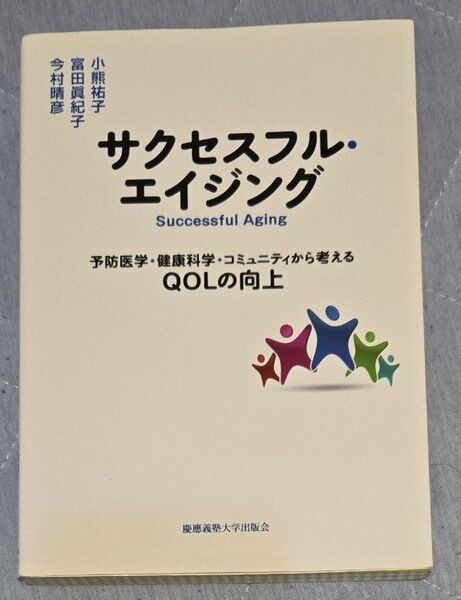 小熊祐子
富田眞紀子
今村晴彦
サクセスフル・
エイジング
Successful Aging
予防医学・健康科学・コミュニティから考える
QOLの向上
慶應義塾大学出版会